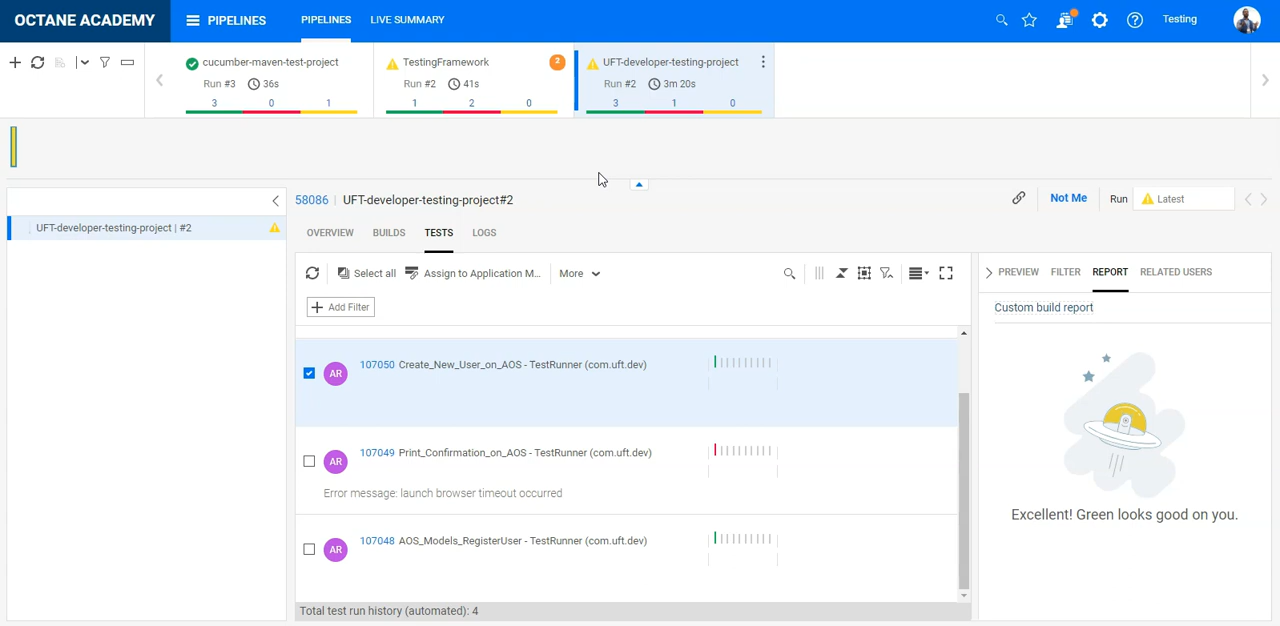 OCTANE ACADEMY
PIPELINES
PIPELINES
LIVE SUMMARY
Testing
cucumber-maven-test-project
Run #3
36s
3
0
1
TestingFramework
2
Run #2
41s
1
2
0
UFT-developer-testing-project
Run #2
3m 20s
3
1
0
UFT-developer-testing-project | #2
58086
UFT-developer-testing-project#2
Not Me
Run
Latest
OVERVIEW
BUILDS
TESTS
LOGS
Select all
Assign to Application M...
More
Add Filter
AR
107050 Create_New_User_on_AOS - TestRunner (com.uft.dev)
AR
107049 Print_Confirmation_on_AOS - TestRunner (com.uft.dev)
Error message: launch browser timeout occurred
AR
107048 AOS_Models_RegisterUser - TestRunner (com.uft.dev)
Total test run history (automated): 4
PREVIEW
FILTER
REPORT
RELATED USERS
Custom build report
Excellent! Green looks good on you.